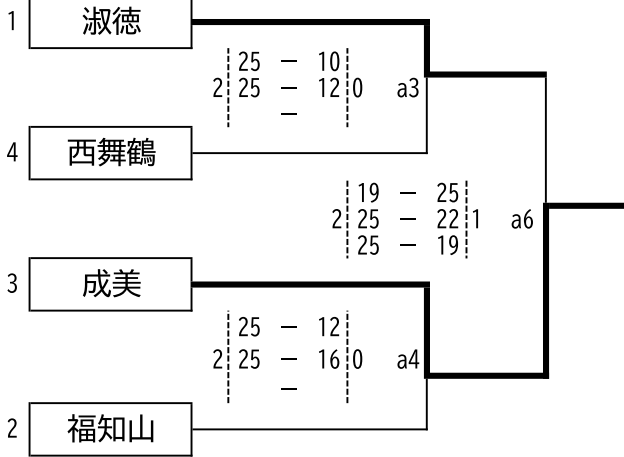 1 淑徳
25 － 10
2 25 － 12 0 a3
－
4 西舞鶴
19 － 25
2 25 － 22 1 a6
25 － 19
3 成美
25 － 12
2 25 － 16 0 a4
－
2 福知山